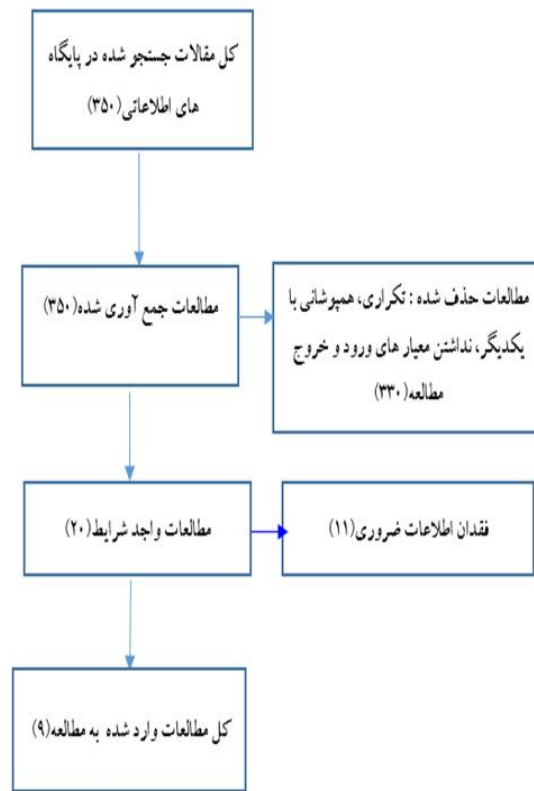 کل مقالات جستجو شده در پایگاه
های اطلاعاتی(۳۵۰)
مطالعات جمع آوری شده(۳۵۰)
مطالعات حذف شده : تکراری، همپوشانی با
یکدیگر، نداشتن معیار های ورود و خروج
مطالعه(۳۳۰)
مطالعات واجد شرایط(۲۰)
فقدان اطلاعات ضروری(۱۱)
کل مطالعات وارد شده به مطالعه(۹)